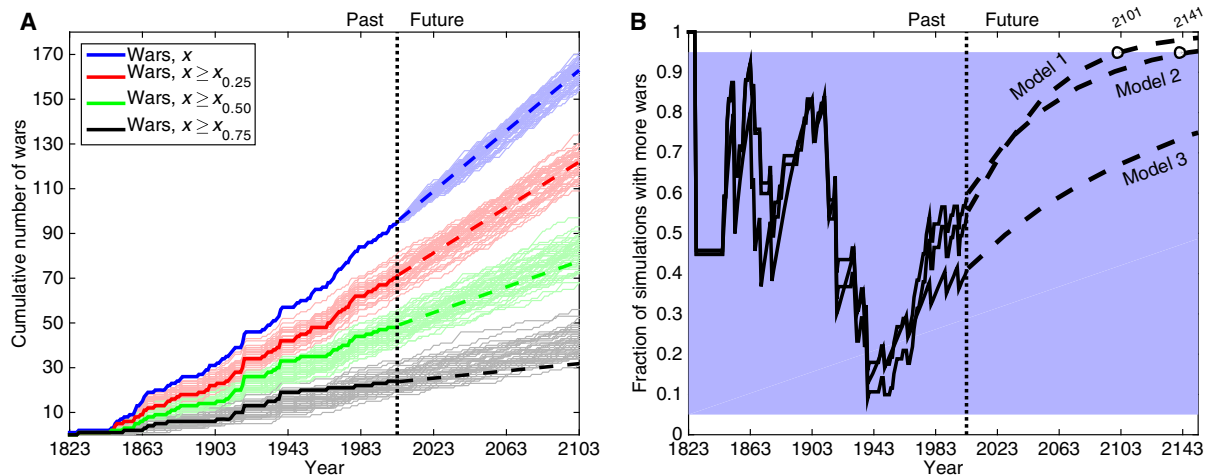 A
Past Future
Cumulative number of wars
170
150
130
110
90
70
50
30
10
Wars, x
Wars, x ≥ x0.25
Wars, x ≥ x0.50
Wars, x ≥ x0.75
1823 1863 1903 1943 1983 2023 2063 2103
Year
B
Past Future
2101
2141
Fraction of simulations with more wars
1
0.9
0.8
0.7
0.6
0.5
0.4
0.3
0.2
0.1
0
Model 1
Model 2
Model 3
1823 1863 1903 1943 1983 2023 2063 2103 2143
Year